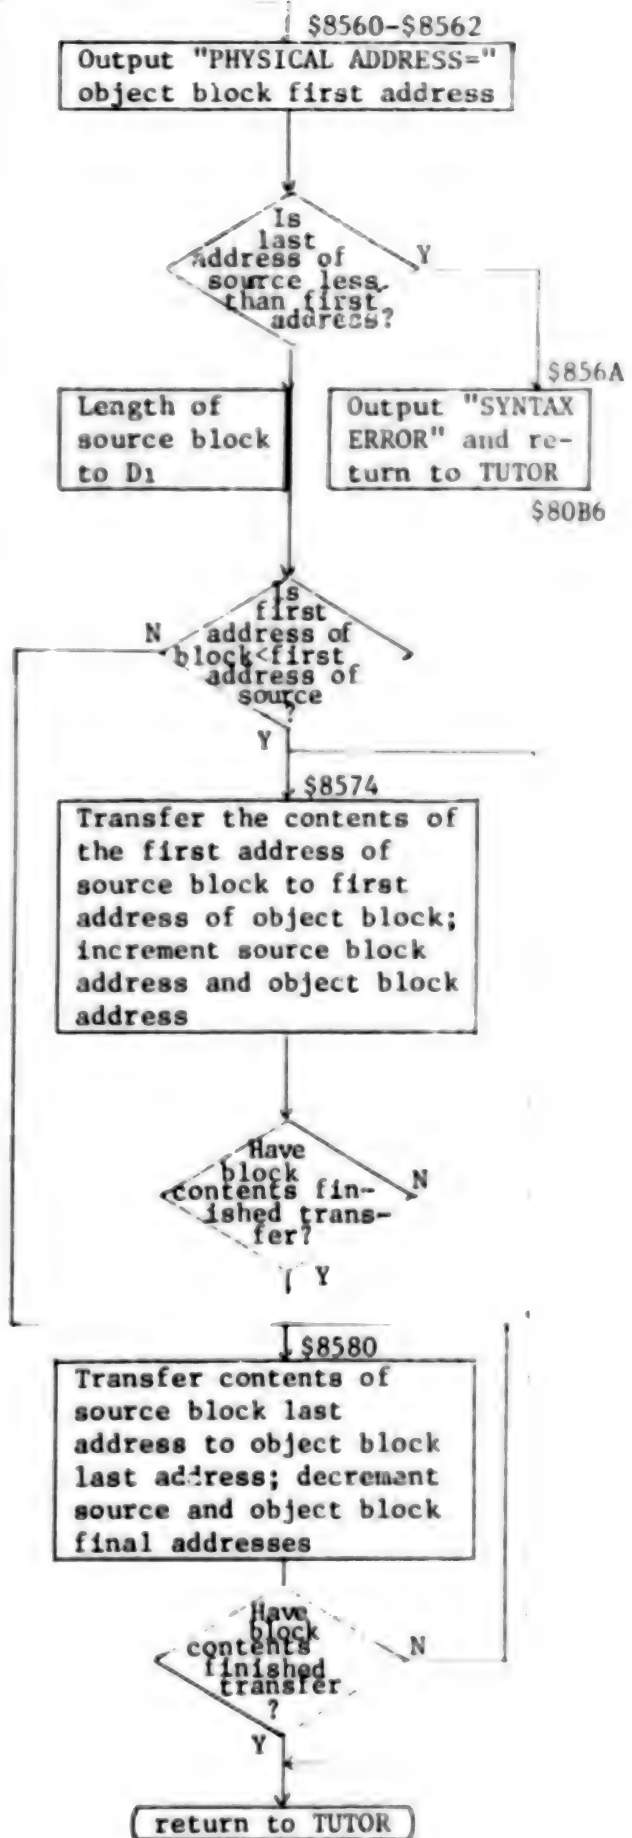 $8560-$8562
Output "PHYSICAL ADDRESS="
object block first address
Is
last
address of
source less
than first
address?
Y
$856A
Length of
source block
to D1
Output "SYNTAX
ERROR" and re-
turn to TUTOR
$80B6
Is
first
address of
block<first
address of
source
?
N
Y
$8574
Transfer the contents of
the first address of
source block to first
address of object block;
increment source block
address and object block
address
Have
block
contents fin-
ished trans-
fer?
N
Y
$8580
Transfer contents of
source block last
address to object block
last address; decrement
source and object block
final addresses
Have
block
contents
finished
transfer
?
N
Y
return to TUTOR